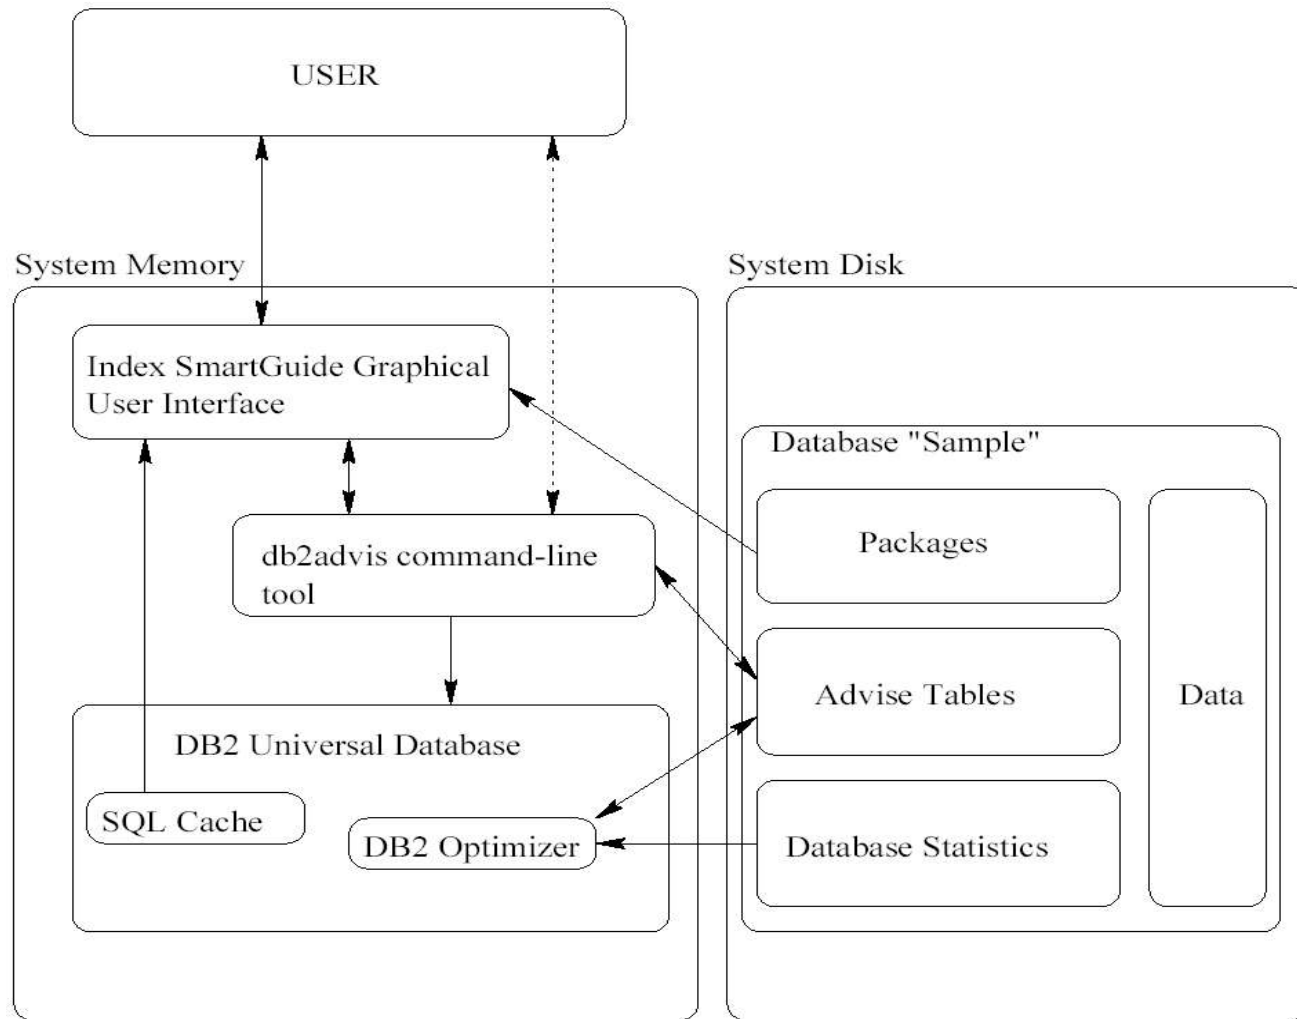 USER
System Memory
System Disk
Index SmartGuide Graphical
User Interface
Database "Sample"
Packages
db2advis command-line
tool
Advise Tables
Data
DB2 Universal Database
SQL Cache
DB2 Optimizer
Database Statistics